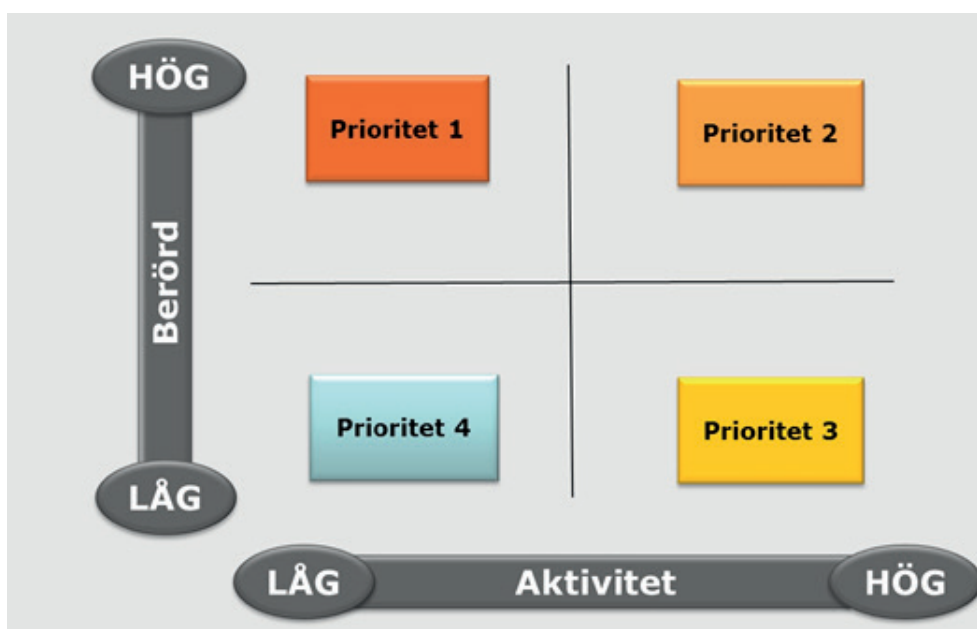 HÖG
Prioritet 1
Prioritet 2
Berörd
Prioritet 4
Prioritet 3
LÅG
LÅG
Aktivitet
HÖG